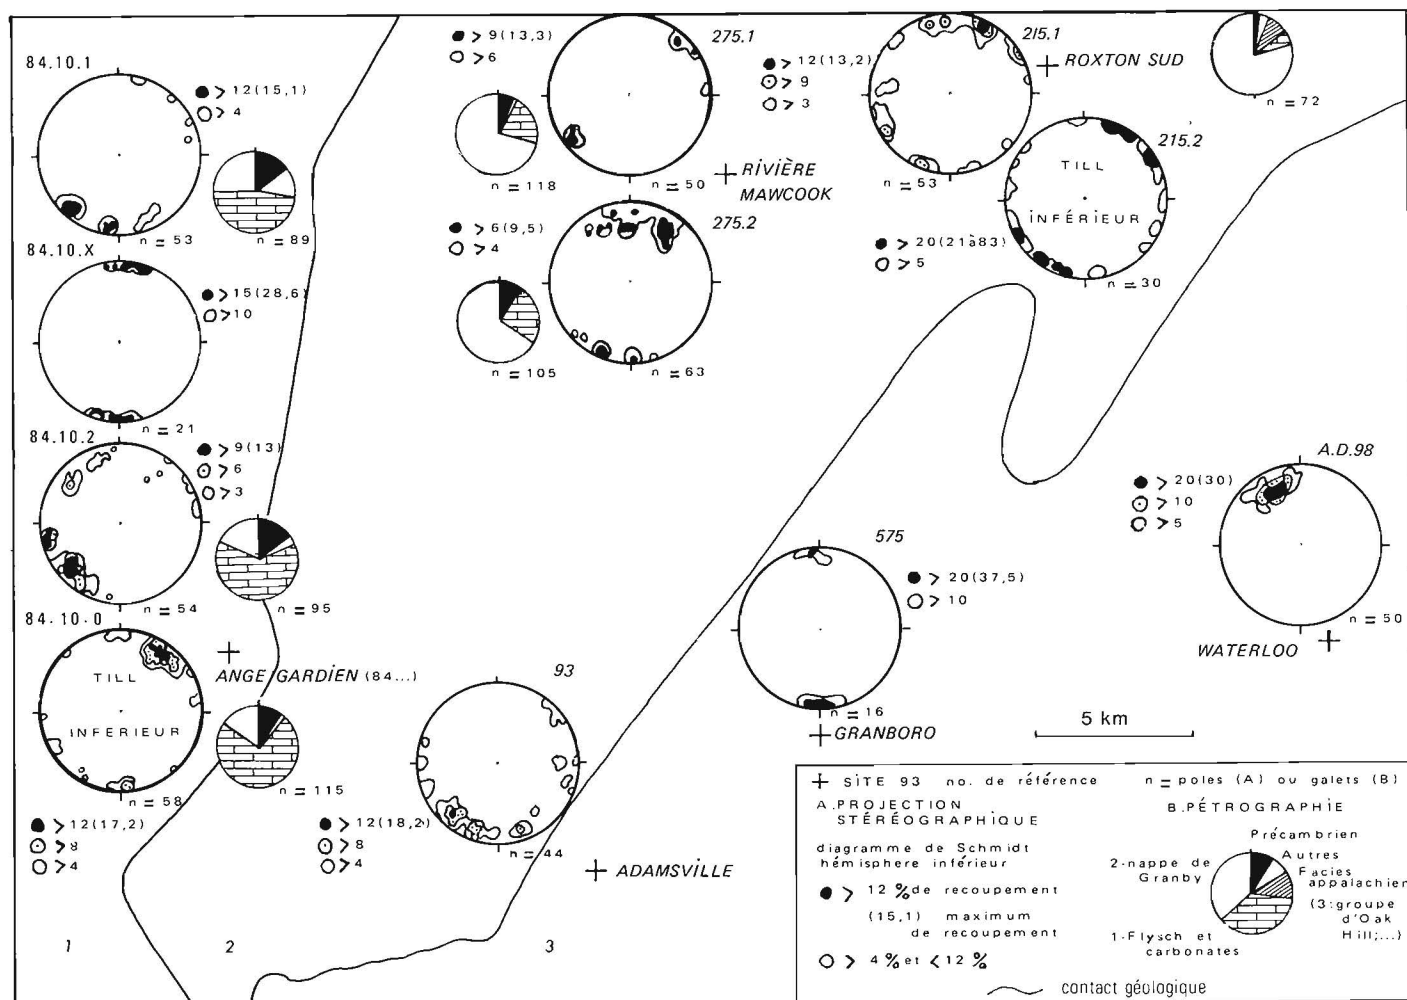 84.10.1
> 12(15,1)
> 4
n = 53
n = 89
84.10.X
> 15(28,6)
> 10
n = 21
84.10.2
> 9(13)
> 6
> 3
n = 54
n = 95
84.10.0
TILL
INFERIEUR
n = 58
ANGE GARDIEN (84...)
n = 115
> 12(17,2)
> 8
> 4
> 9(13,3)
> 6
275.1
n = 118
n = 50
RIVIÈRE
MAWCOOK
> 6(9,5)
> 4
275.2
n = 105
n = 63
> 12(13,2)
> 9
> 3
215.1
ROXTON SUD
n = 53
n = 72
215.2
TILL
INFÉRIEUR
> 20(21à83)
> 5
n = 30
A.D.98
> 20(30)
> 10
> 5
n = 50
WATERLOO
575
> 20(37,5)
> 10
n = 16
GRANBORO
5 km
93
> 12(18,2)
> 8
> 4
n = 44
ADAMSVILLE
1
2
3
SITE 93 no. de référence
n = poles (A) ou galets (B)
A.PROJECTION
STÉRÉOGRAPHIQUE
diagramme de Schmidt
hémisphere inférieur
> 12 % de recoupement
(15,1) maximum
de recoupement
> 4 % et < 12 %
B.PÉTROGRAPHIE
Précambrien
Autres
Facies
appalachien
(3:groupe
d'Oak
Hill;...)
2-nappe de
Granby
1-Flysch et
carbonates
contact géologique